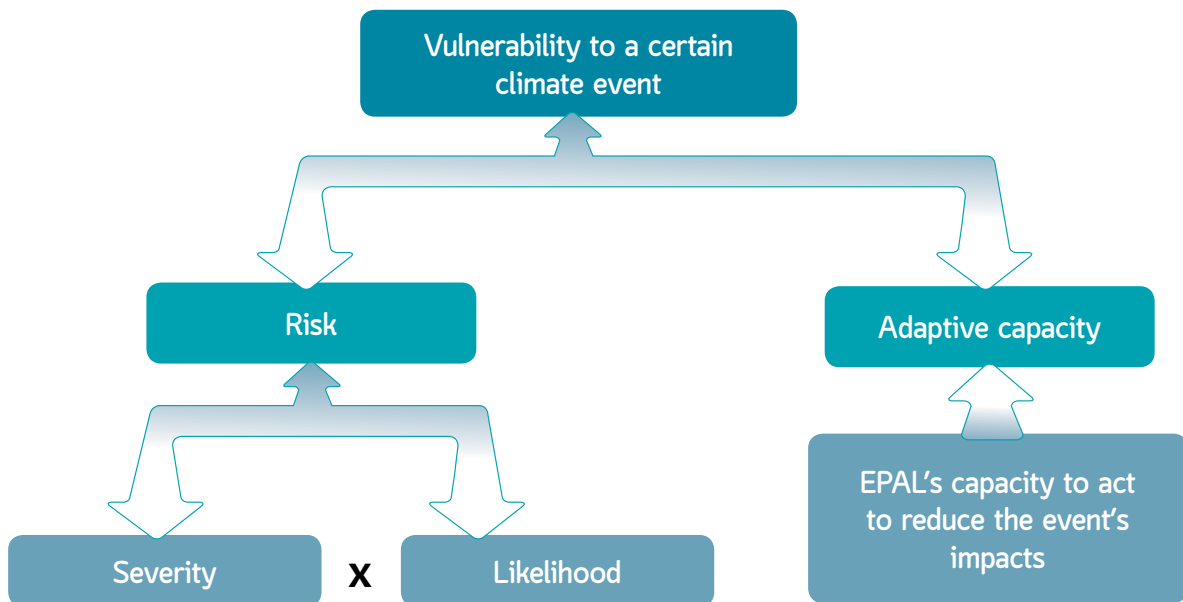 Vulnerability to a certain
climate event
Risk
Adaptive capacity
EPAL's capacity to act
to reduce the event's
impacts
Severity
x
Likelihood